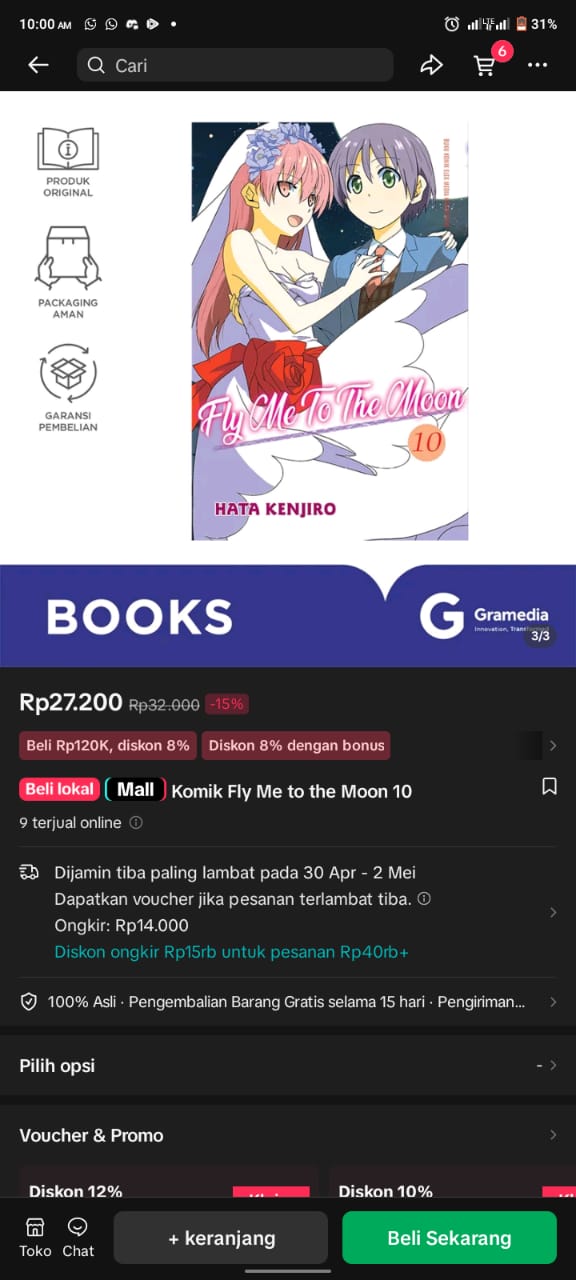 10:00 AM
31%
Cari
6
PRODUK
ORIGINAL
PACKAGING
AMAN
GARANSI
PEMBELIAN
Fly Me To The Moon
10
HATA KENJIRO
BOOKS
Gramedia
3/3
Rp27.200 Rp32.000 -15%
Beli Rp120K, diskon 8% Diskon 8% dengan bonus
Beli lokal Mall Komik Fly Me to the Moon 10
9 terjual online
Dijamin tiba paling lambat pada 30 Apr - 2 Mei
Dapatkan voucher jika pesanan terlambat tiba.
Ongkir: Rp14.000
Diskon ongkir Rp15rb untuk pesanan Rp40rb+
100% Asli · Pengembalian Barang Gratis selama 15 hari · Pengiriman...
Pilih opsi -
Voucher & Promo
Diskon 12% Diskon 10%
Toko Chat + keranjang Beli Sekarang